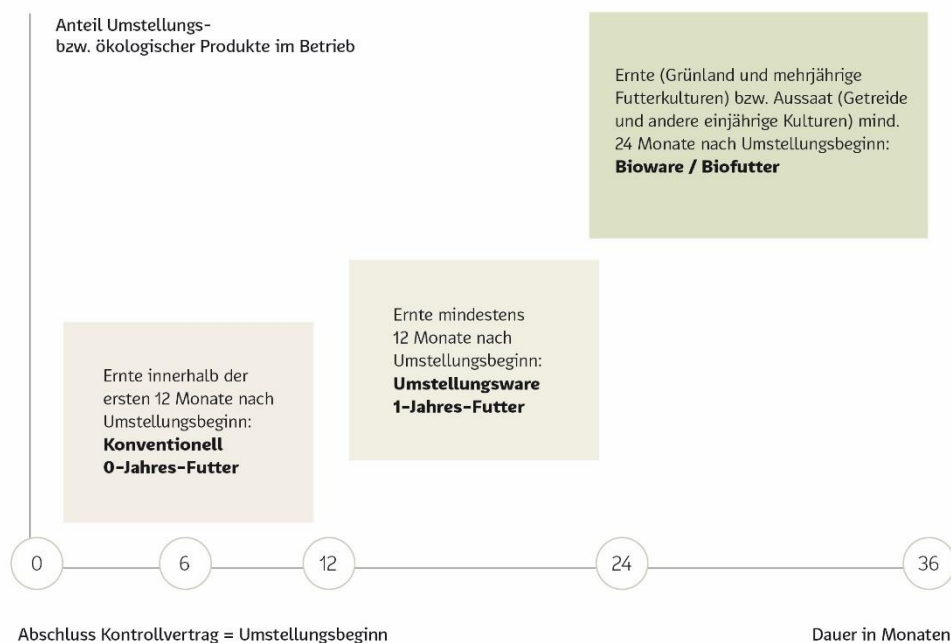 Anteil Umstellungs-
bzw. ökologischer Produkte im Betrieb
Ernte (Grünland und mehrjährige
Futterkulturen) bzw. Aussaat (Getreide
und andere einjährige Kulturen) mind.
24 Monate nach Umstellungsbeginn:
Bioware / Biofutter
Ernte mindestens
12 Monate nach
Umstellungsbeginn:
Umstellungsware
1-Jahres-Futter
Ernte innerhalb der
ersten 12 Monate nach
Umstellungsbeginn:
Konventionell
0-Jahres-Futter
0 6 12 24 36
Abschluss Kontrollvertrag = Umstellungsbeginn
Dauer in Monaten